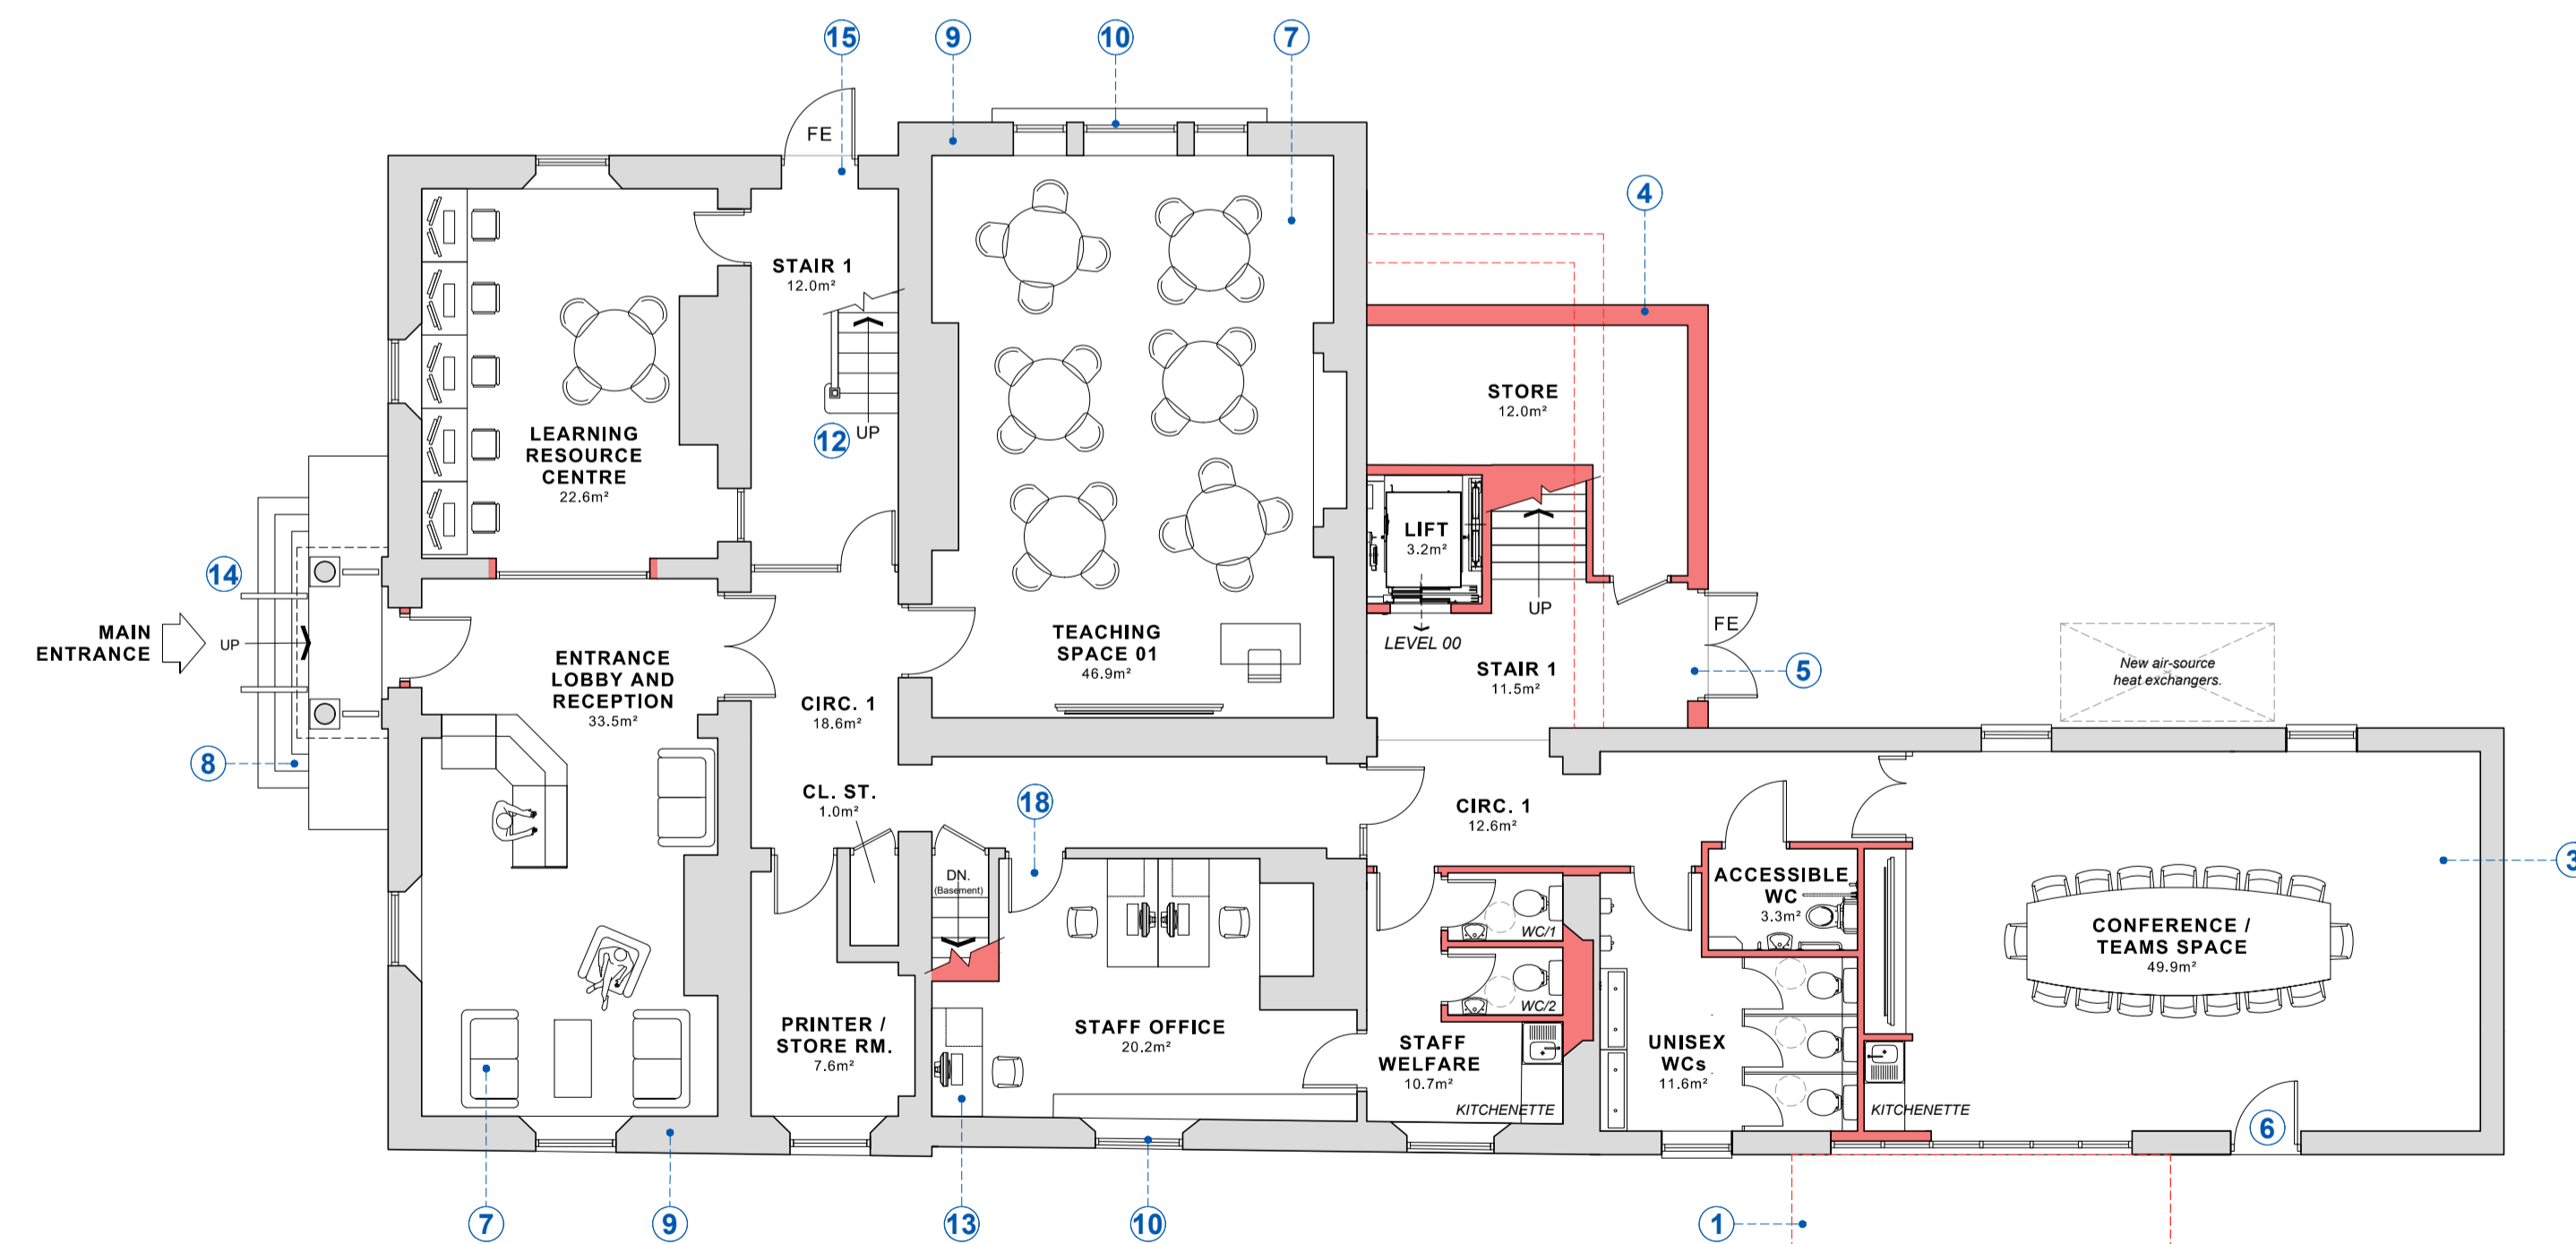 15
9
10
7
FE
4
STAIR 1
12.0m²
12
UP
LEARNING
RESOURCE
CENTRE
22.6m²
STORE
12.0m²
LIFT
3.2m²
UP
LEVEL 00
FE
14
MAIN
ENTRANCE
UP
8
ENTRANCE
LOBBY AND
RECEPTION
33.5m²
CIRC. 1
18.6m²
TEACHING
SPACE 01
46.9m²
STAIR 1
11.5m²
5
New air-source
heat exchangers.
CL. ST.
1.0m²
18
CIRC. 1
12.6m²
DN.
(Basement)
ACCESSIBLE
WC
3.3m²
3
CONFERENCE /
TEAMS SPACE
49.9m²
WC/1
WC/2
PRINTER /
STORE RM.
7.6m²
STAFF OFFICE
20.2m²
STAFF
WELFARE
10.7m²
KITCHENETTE
UNISEX
WCs
11.6m²
KITCHENETTE
6
7
9
13
10
1